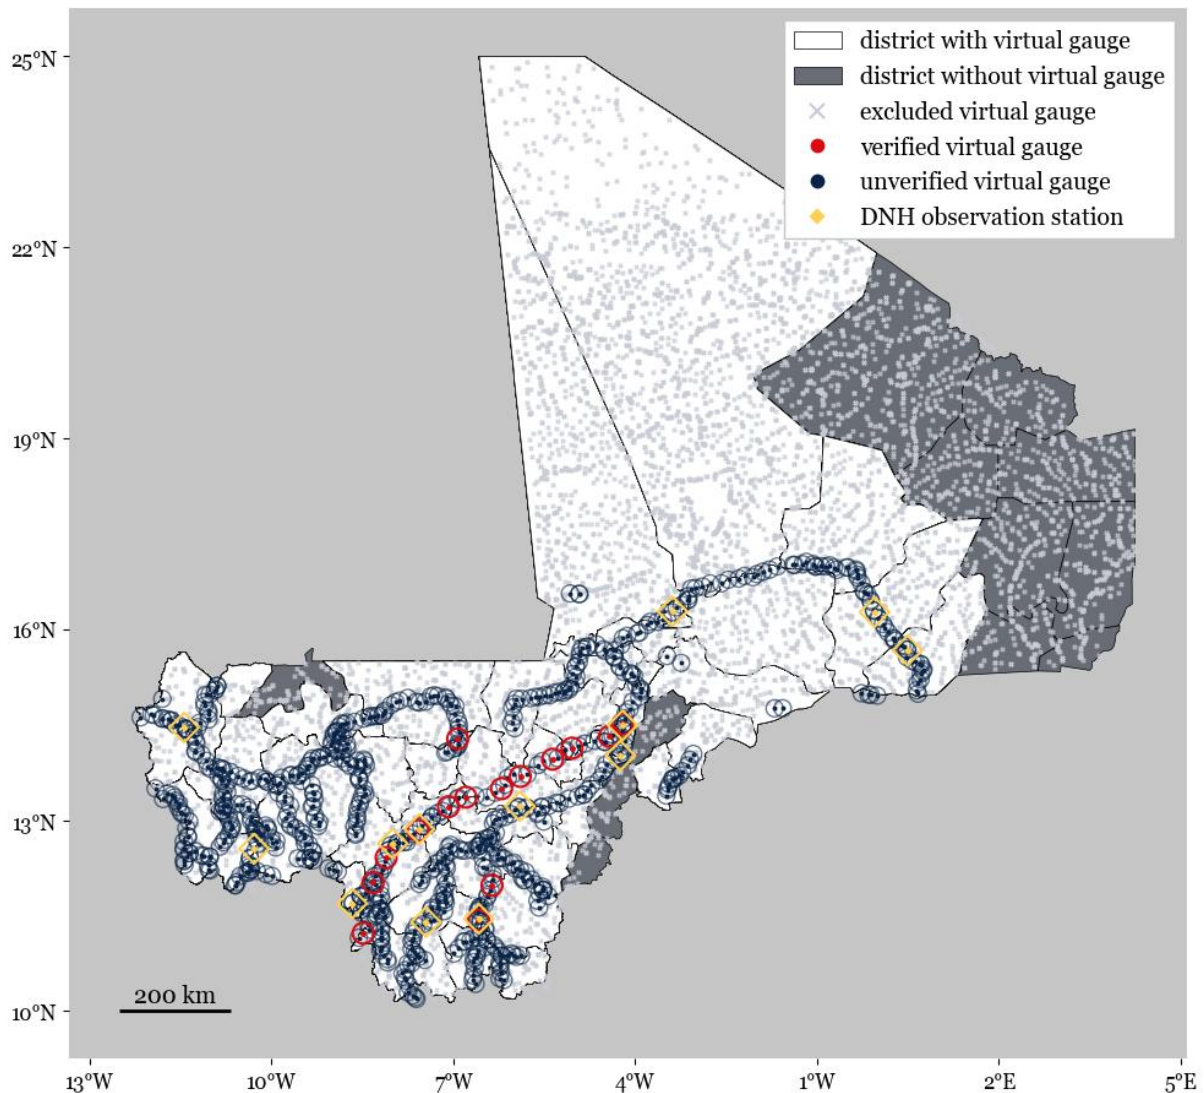 district with virtual gauge
district without virtual gauge
excluded virtual gauge
verified virtual gauge
unverified virtual gauge
DNH observation station
25°N
22°N
19°N
16°N
13°N
10°N
200 km
13°W
10°W
7°W
4°W
1°W
2°E
5°E